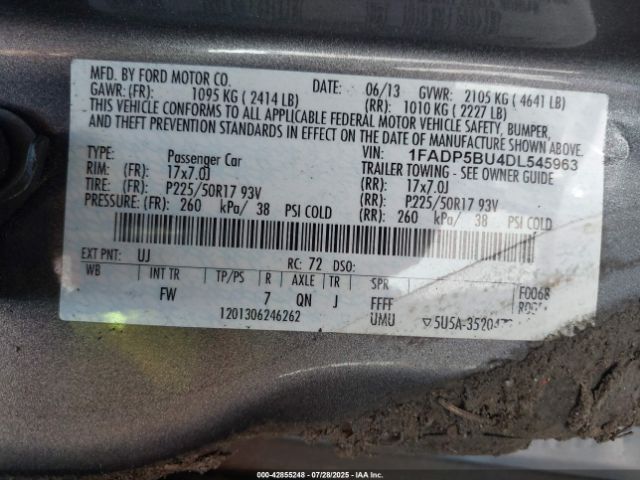 MFD. BY FORD MOTOR CO.
DATE: 06/13 GVWR: 2105 KG ( 4641 LB)
GAWR: (FR): 1095 KG ( 2414 LB) (RR): 1010 KG ( 2227 LB)
THIS VEHICLE CONFORMS TO ALL APPLICABLE FEDERAL MOTOR VEHICLE SAFETY, BUMPER,
AND THEFT PREVENTION STANDARDS IN EFFECT ON THE DATE OF MANUFACTURE SHOWN ABOVE.
VIN: 1FADP5BU4DL545963
TYPE: Passenger Car TRAILER TOWING - SEE OWNER GUIDE
RIM: (FR): 17x7.0J (RR): 17x7.0J
TIRE: (FR): P225/50R17 93V (RR): P225/50R17 93V
PRESSURE: (FR): 260 kPa/ 38 PSI COLD (RR): 260 kPa/ 38 PSI COLD
EXT PNT: UJ RC: 72 DSO:
WB INT TR TP/PS R AXLE TR SPR
FW 7 QN J FFFF F0068
1201306246262 UMU ▽5U5A-35204
000-42855248 - 07/28/2025 - IAA Inc.